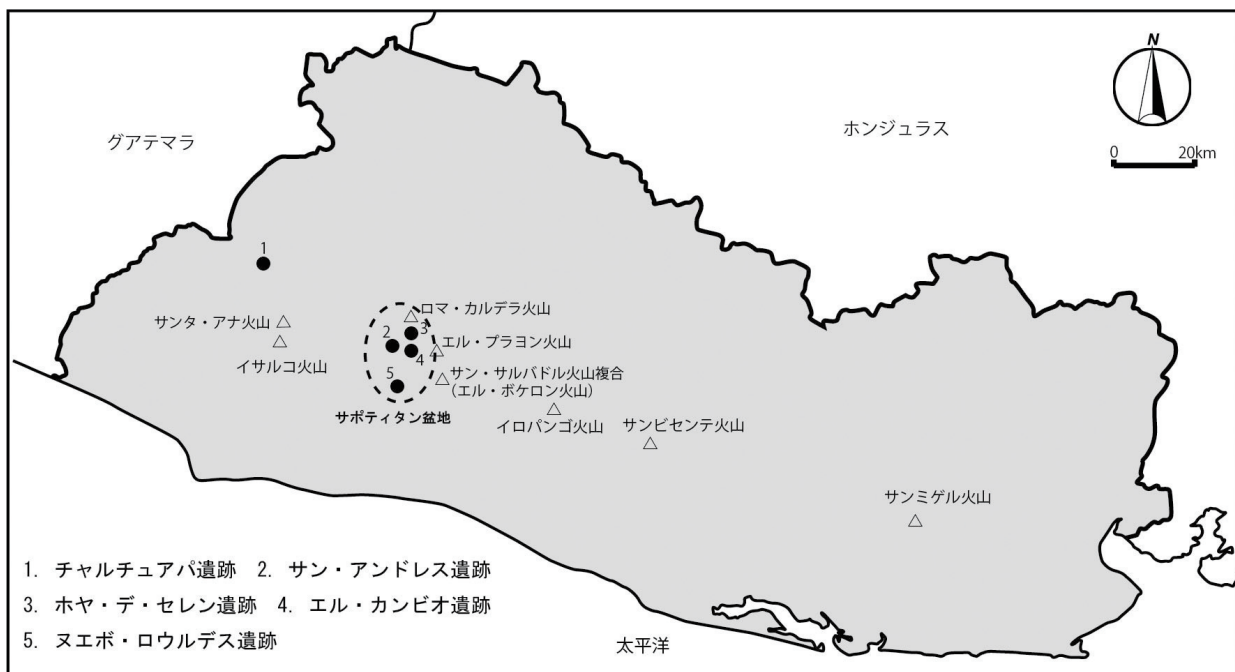 N
グアテマラ
ホンジュラス
0 20km
1
サンタ・アナ火山
イサルコ火山
ロマ・カルデラ火山
3
2
エル・プラヨン火山
4
サン・サルバドル火山複合
(エル・ボケロン火山)
5
サポティタン盆地
イロパンゴ火山
サンビセンテ火山
サンミゲル火山
1. チャルチュアパ遺跡 2. サン・アンドレス遺跡
3. ホヤ・デ・セレン遺跡 4. エル・カンビオ遺跡
5. ヌエボ・ロウルデス遺跡
太平洋